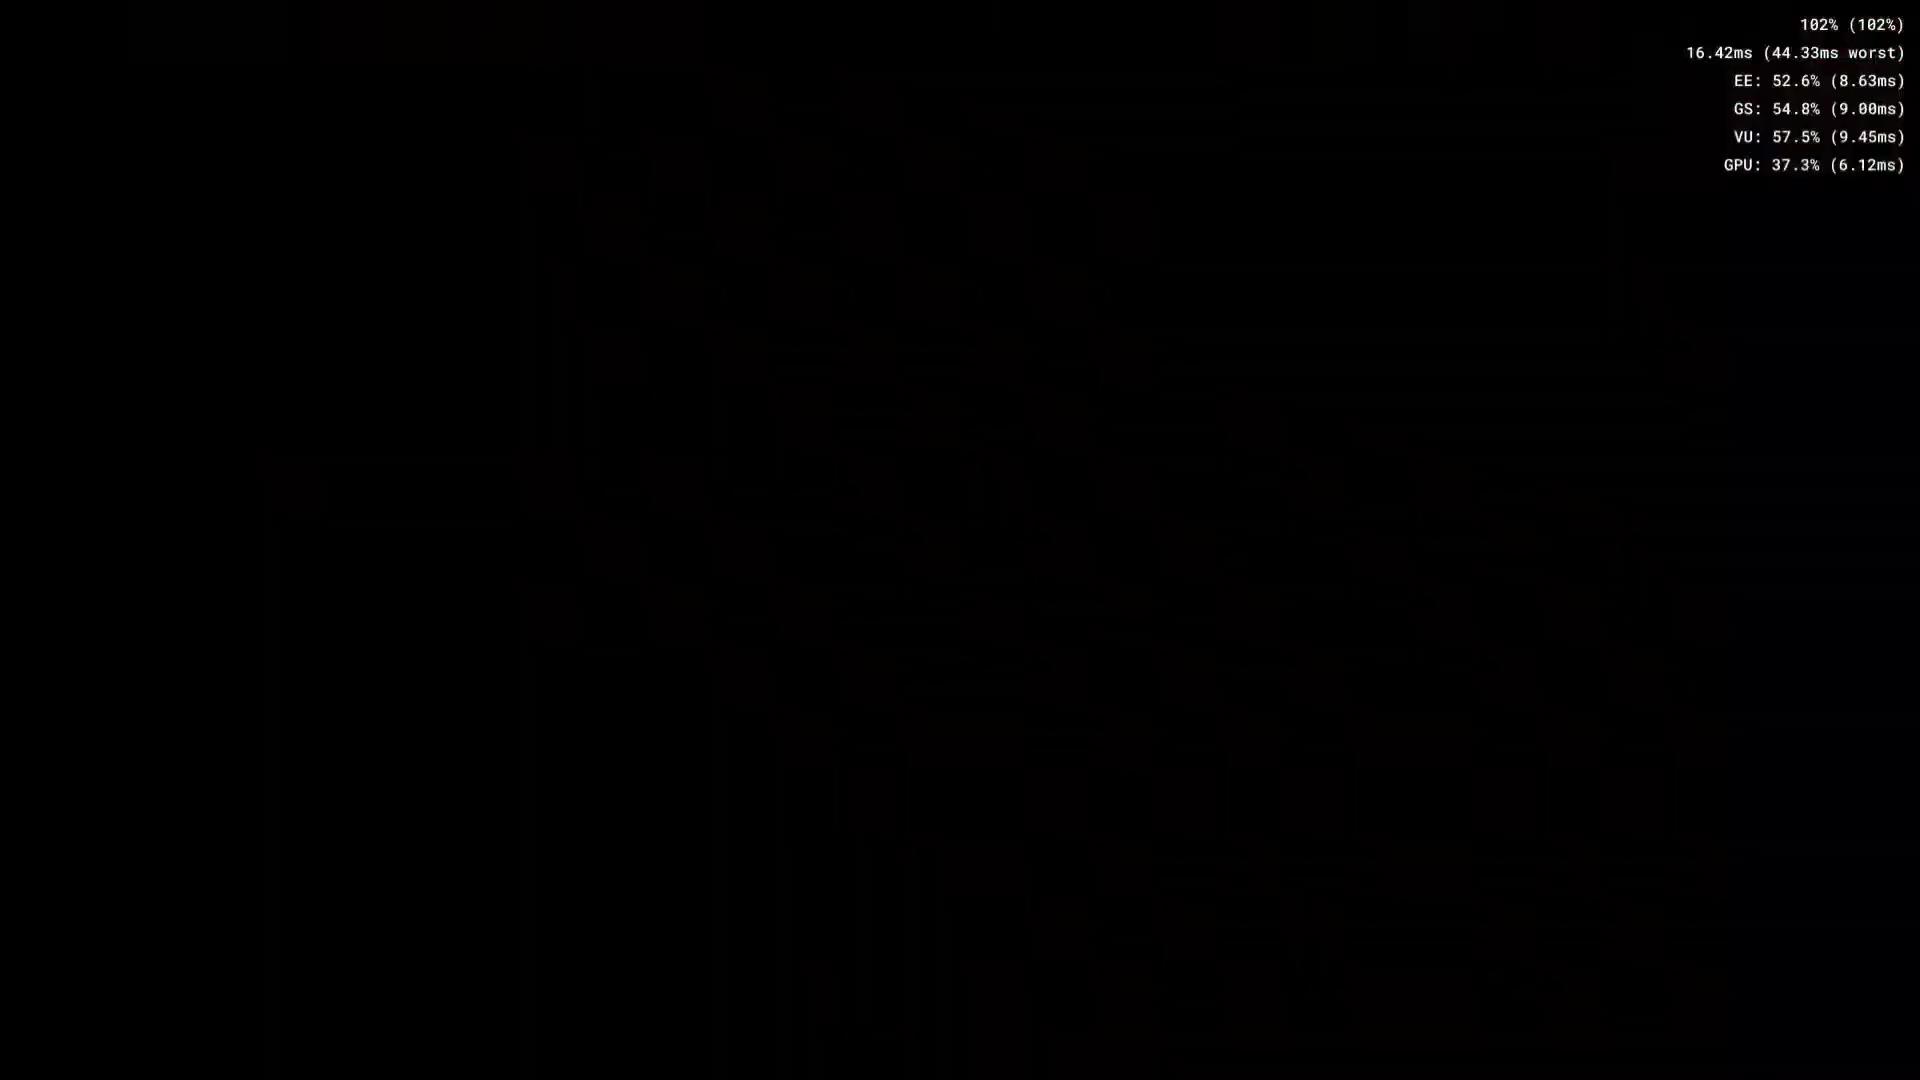 102% (102%)
16.42ms (44.33ms worst)
EE: 52.6% (8.63ms)
GS: 54.8% (9.00ms)
VU: 57.5% (9.45ms)
GPU: 37.3% (6.12ms)